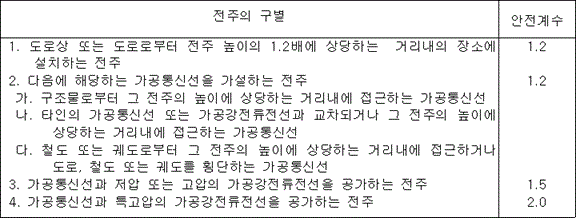 전주의 구별 안전계수
1. 도로상 또는 도로로부터 전주 높이의 1.2배에 상당하는 거리내의 장소에 1.2
설치하는 전주
2. 다음에 해당하는 가공통신선을 가설하는 전주 1.2
가. 구조물로부터 그 전주의 높이에 상당하는 거리내에 접근하는 가공통신선
나. 타인의 가공통신선 또는 가공강전류전선과 교차되거나 그 전주의 높이에
상당하는 거리내에 접근하는 가공통신선
다. 철도 또는 궤도로부터 그 전주의 높이에 상당하는 거리내에 접근하거나
도로, 철도 또는 궤도를 횡단하는 가공통신선
3. 가공통신선과 저압 또는 고압의 가공강전류전선을 공가하는 전주 1.5
4. 가공통신선과 특고압의 가공강전류전선을 공가하는 전주 2.0